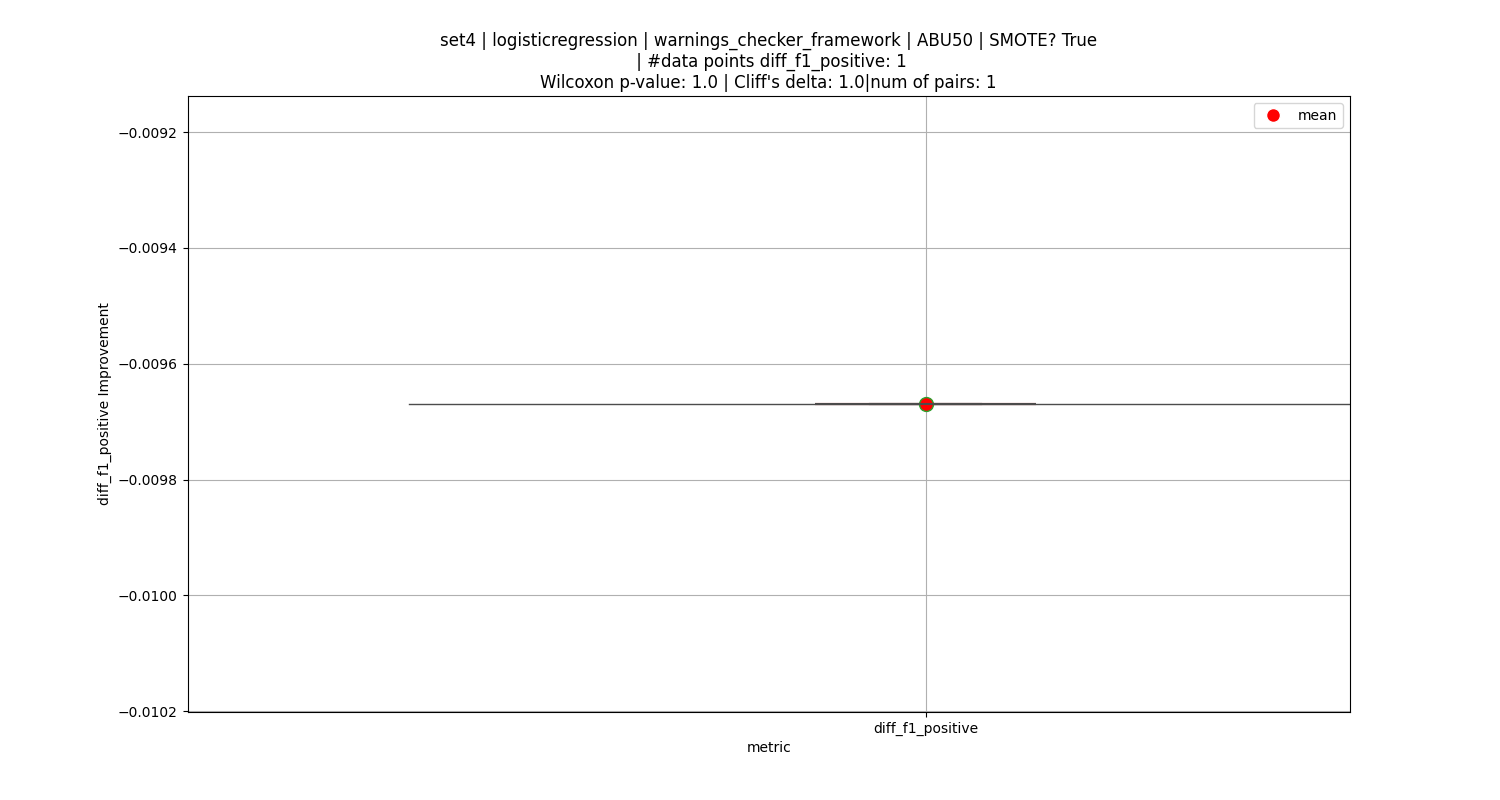 set4 | logisticregression | warnings_checker_framework | ABU50 | SMOTE? True
| #data points diff_f1_positive: 1
Wilcoxon p-value: 1.0 | Cliff's delta: 1.0|num of pairs: 1
mean
−0.0092
−0.0094
−0.0096
−0.0098
−0.0100
−0.0102
diff_f1_positive Improvement
diff_f1_positive
metric